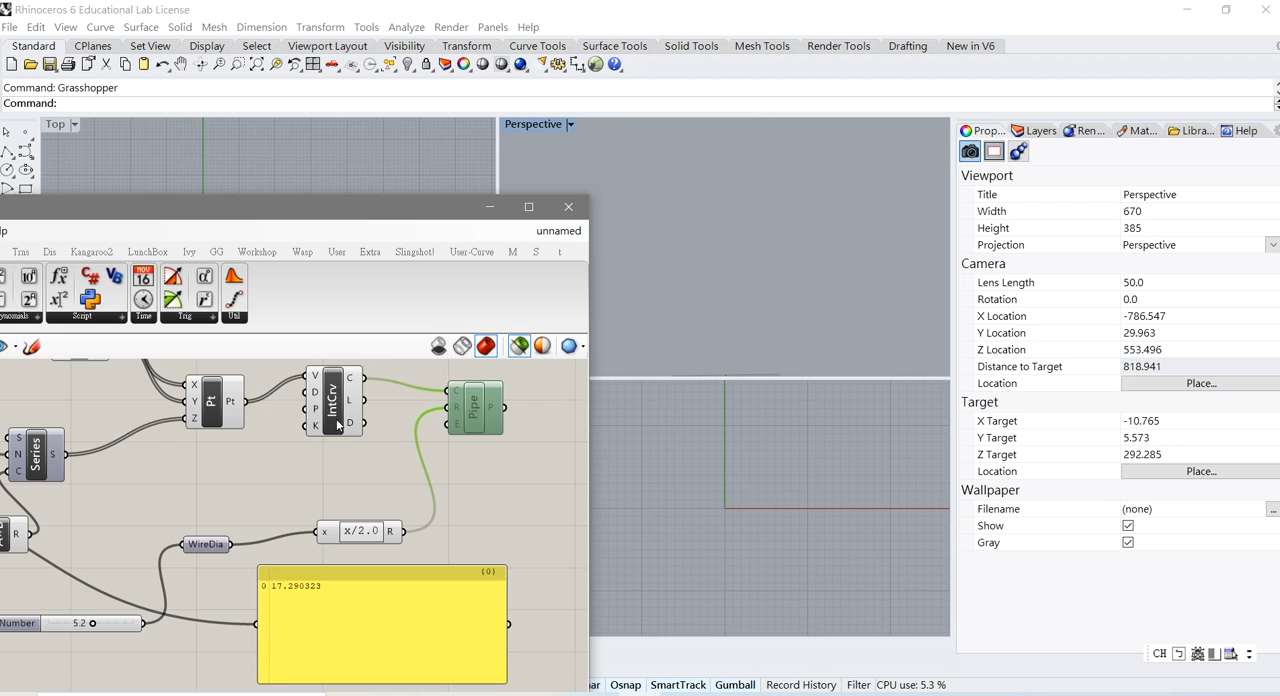 Rhinoceros 6 Educational Lab License
File Edit View Curve Surface Solid Mesh Dimension Transform Tools Analyze Render Panels Help
Standard CPlanes Set View Display Select Viewport Layout Visibility Transform Curve Tools Surface Tools Solid Tools Mesh Tools Render Tools Drafting New in V6
Command: Grasshopper
Command:
Top
Perspective
Prop... Layers Ren... Mat... Libra... Help
Viewport
Title Perspective
Width 670
Height 385
Projection Perspective
Camera
Lens Length 50.0
Rotation 0.0
X Location -786.547
Y Location 29.963
Z Location 553.496
Distance to Target 818.941
Location Place...
Target
X Target -10.765
Y Target 5.573
Z Target 292.285
Location Place...
Wallpaper
Filename (none) ...
Show
Gray
CH
lp
unnamed
Trns Dis Kangaroo2 LunchBox Ivy GG Workshop Wasp User Extra Slingshot! User-Curve M S t
NOV
16
C# VB
Script Time Trig Util
X
Y
Z
Pt
Pt
V
D
P
K
IntCrv
C
L
D
C
R
E
Pipe
P
S
N
C
Series
S
R
WireDia
x x/2.0 R
{0}
0 17.290323
Number 5.2
Osnap SmartTrack Gumball Record History Filter CPU use: 5.3 %